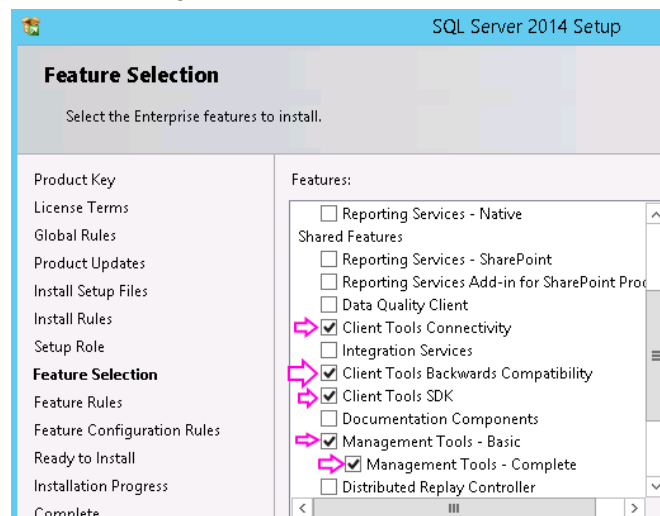 SQL Server 2014 Setup
Feature Selection
Select the Enterprise features to install.
Product Key
License Terms
Global Rules
Product Updates
Install Setup Files
Install Rules
Setup Role
Feature Selection
Feature Rules
Feature Configuration Rules
Ready to Install
Installation Progress
Complete
Features:
Reporting Services - Native
Shared Features
Reporting Services - SharePoint
Reporting Services Add-in for SharePoint Prod
Data Quality Client
Client Tools Connectivity
Integration Services
Client Tools Backwards Compatibility
Client Tools SDK
Documentation Components
Management Tools - Basic
Management Tools - Complete
Distributed Replay Controller